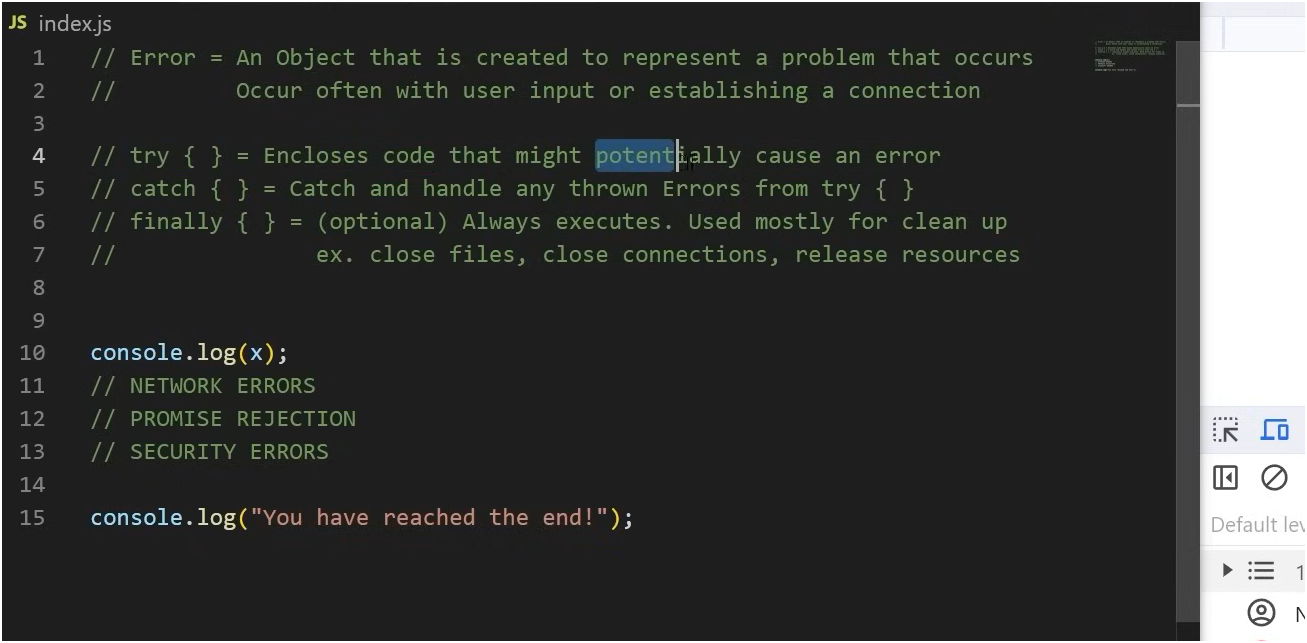 JS index.js
1 // Error = An Object that is created to represent a problem that occurs
2 //         Occur often with user input or establishing a connection
3
4 // try { } = Encloses code that might potentially cause an error
5 // catch { } = Catch and handle any thrown Errors from try { }
6 // finally { } = (optional) Always executes. Used mostly for clean up
7 //               ex. close files, close connections, release resources
8
9
10 console.log(x);
11 // NETWORK ERRORS
12 // PROMISE REJECTION
13 // SECURITY ERRORS
14
15 console.log("You have reached the end!");
Default